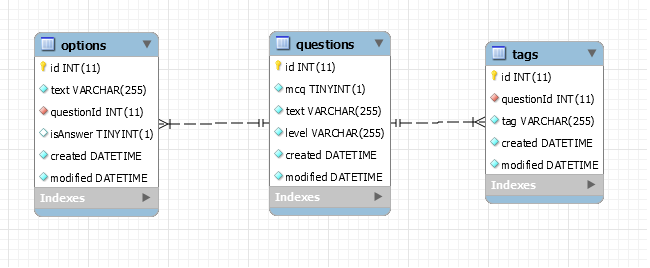 options
id INT(11)
text VARCHAR(255)
questionId INT(11)
isAnswer TINYINT(1)
created DATETIME
modified DATETIME
Indexes
questions
id INT(11)
mcq TINYINT(1)
text VARCHAR(255)
level VARCHAR(255)
created DATETIME
modified DATETIME
Indexes
tags
id INT(11)
questionId INT(11)
tag VARCHAR(255)
created DATETIME
modified DATETIME
Indexes